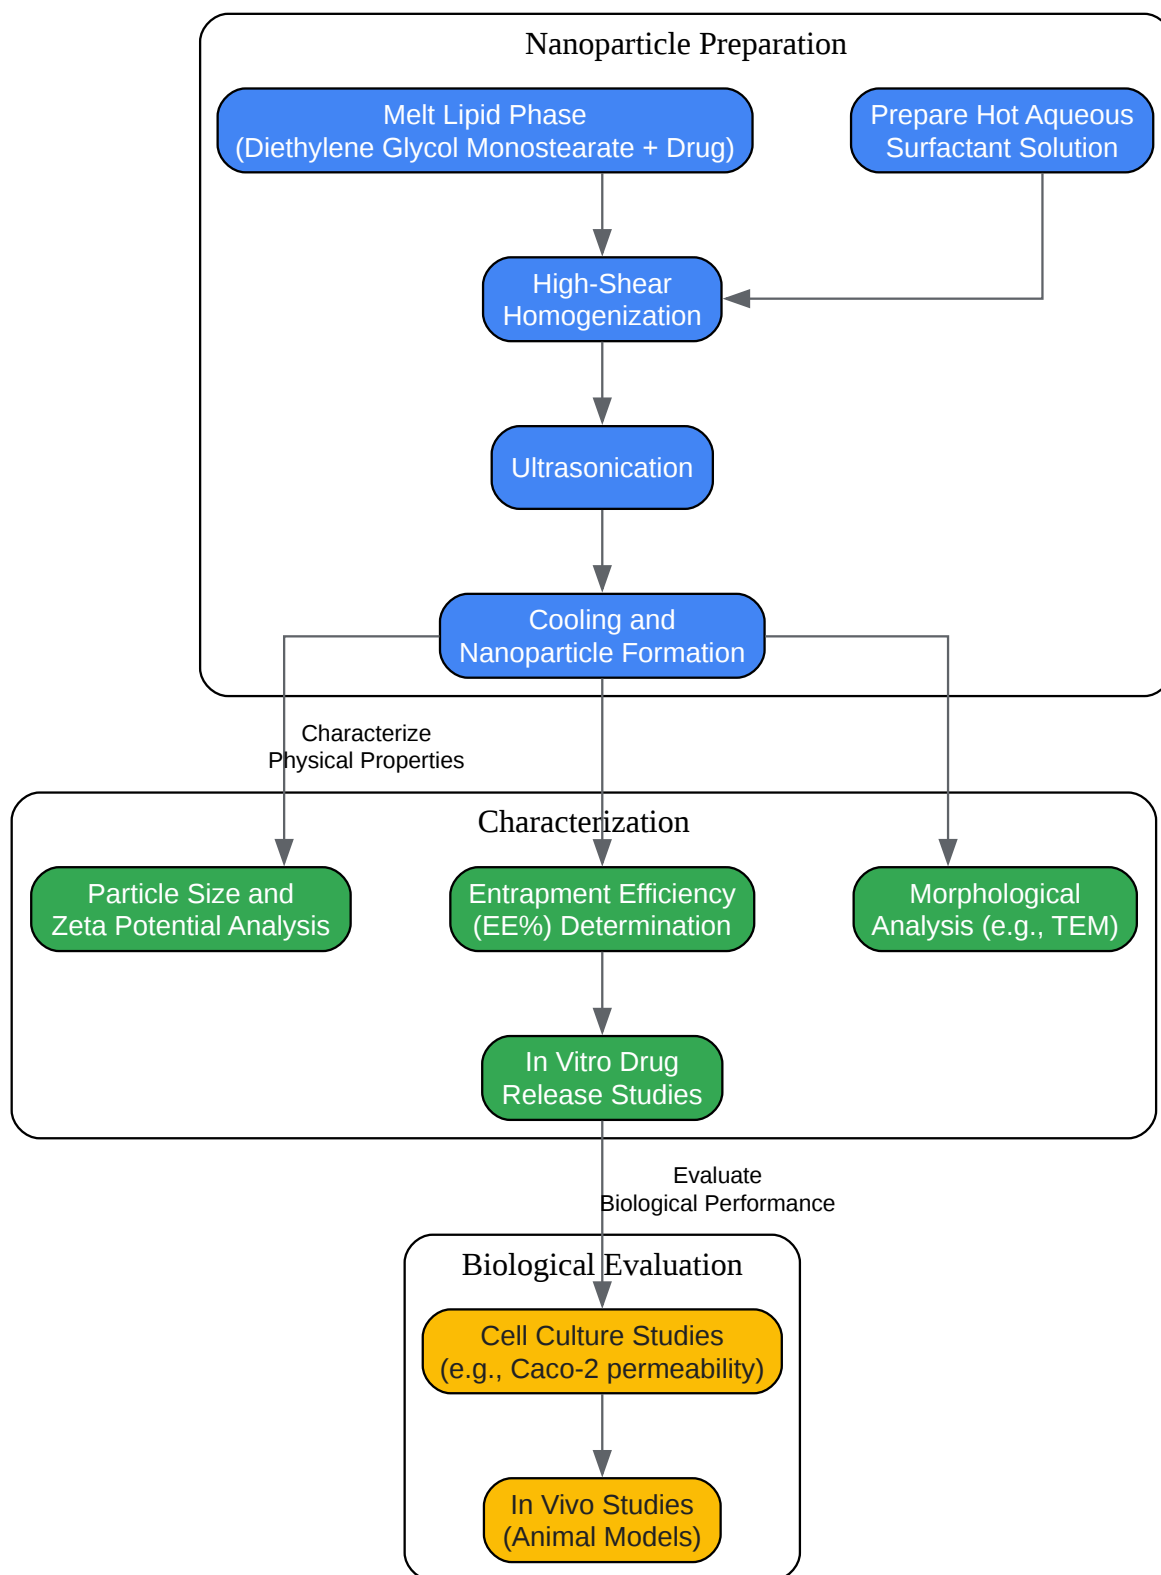 Nanoparticle Preparation
Melt Lipid Phase
(Diethylene Glycol Monostearate + Drug)
Prepare Hot Aqueous
Surfactant Solution
High-Shear
Homogenization
Ultrasonication
Cooling and
Nanoparticle Formation
Characterize
Physical Properties
Characterization
Particle Size and
Zeta Potential Analysis
Entrapment Efficiency
(EE%) Determination
Morphological
Analysis (e.g., TEM)
In Vitro Drug
Release Studies
Evaluate
Biological Performance
Biological Evaluation
Cell Culture Studies
(e.g., Caco-2 permeability)
In Vivo Studies
(Animal Models)